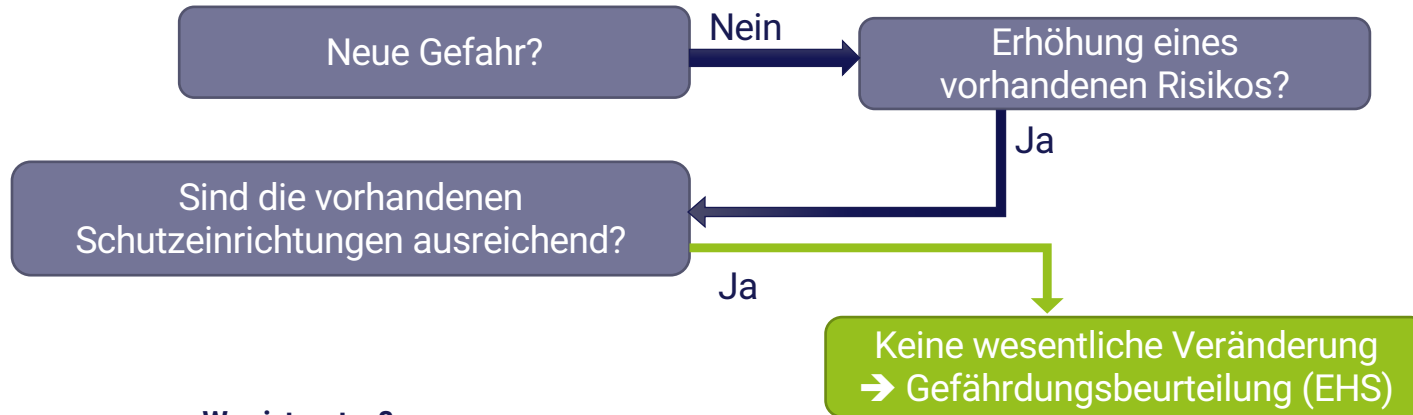 Neue Gefahr?
Nein
Erhöhung eines
vorhandenen Risikos?
Ja
Sind die vorhandenen
Schutzeinrichtungen ausreichend?
Ja
Keine wesentliche Veränderung
➔ Gefährdungsbeurteilung (EHS)